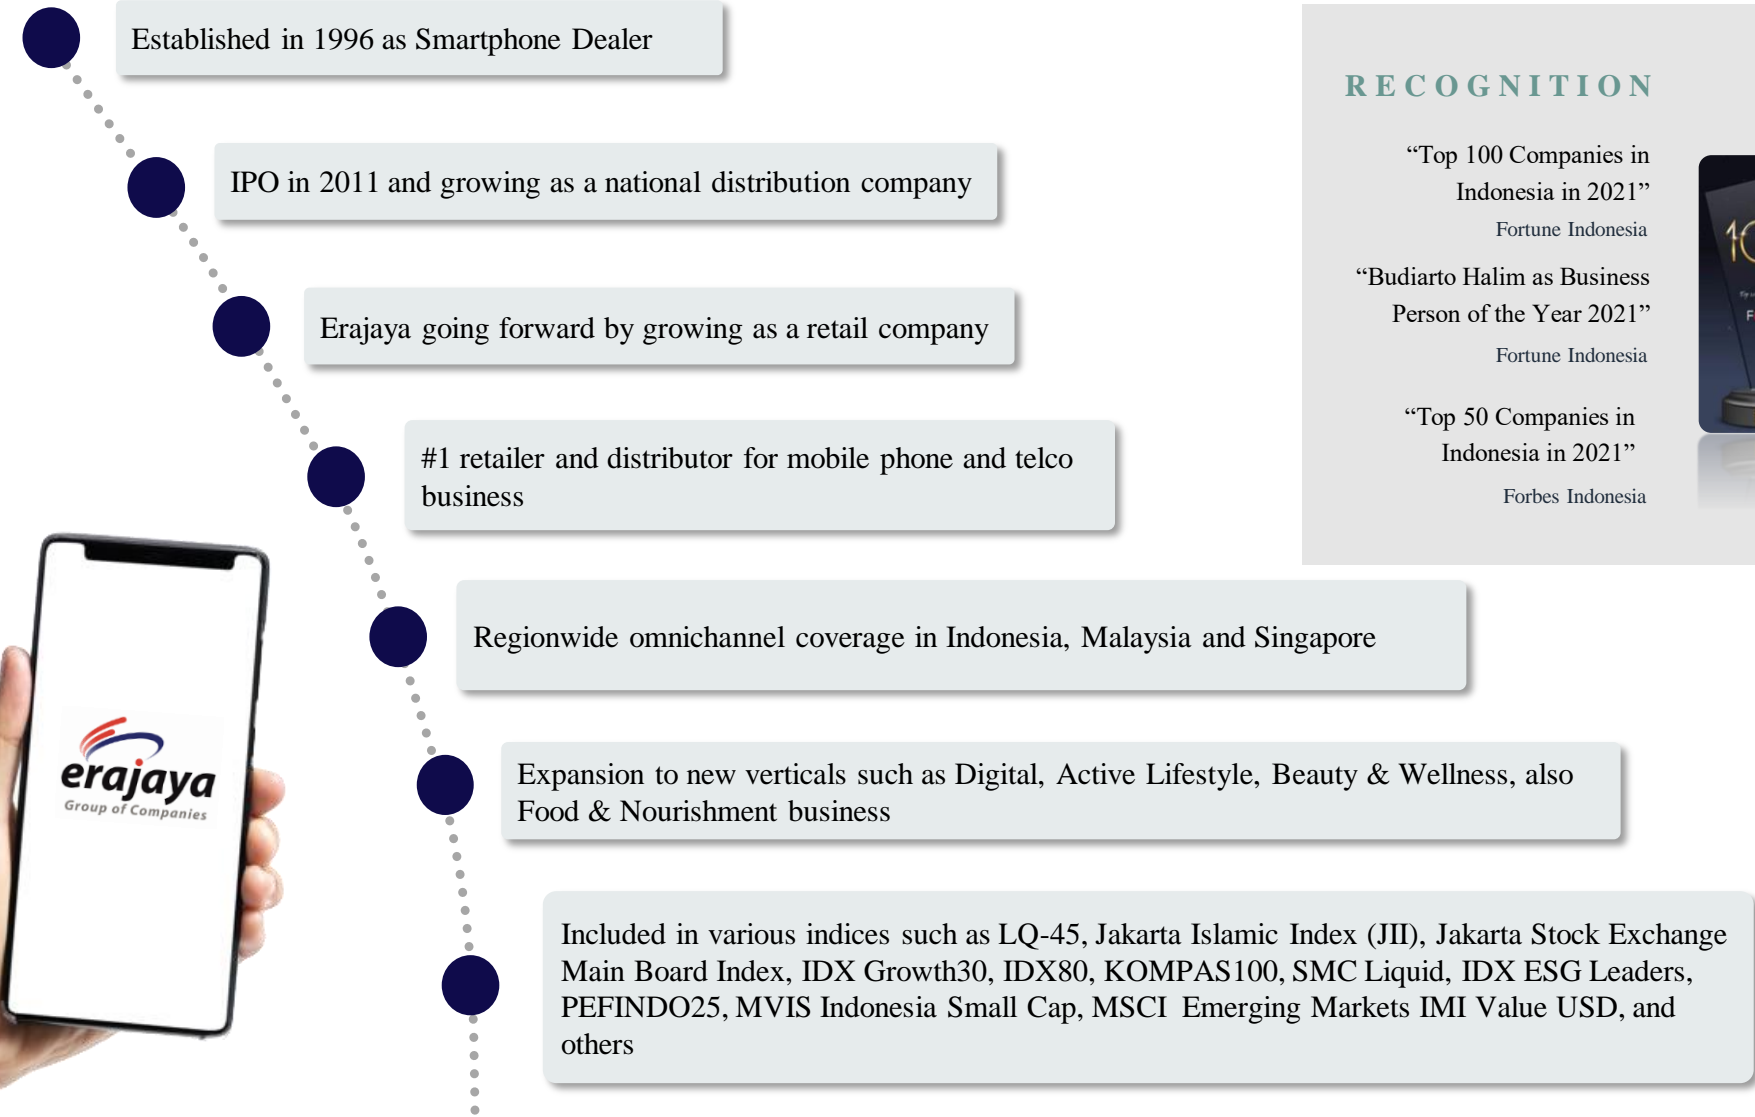 Established in 1996 as Smartphone Dealer
IPO in 2011 and growing as a national distribution company
Erajaya going forward by growing as a retail company
#1 retailer and distributor for mobile phone and telco
business
Regionwide omnichannel coverage in Indonesia, Malaysia and Singapore
Expansion to new verticals such as Digital, Active Lifestyle, Beauty & Wellness, also
Food & Nourishment business
Included in various indices such as LQ-45, Jakarta Islamic Index (JII), Jakarta Stock Exchange
Main Board Index, IDX Growth30, IDX80, KOMPAS100, SMC Liquid, IDX ESG Leaders,
PEFINDO25, MVIS Indonesia Small Cap, MSCI Emerging Markets IMI Value USD, and
others
erajaya
Group of Companies
RECOGNITION
“Top 100 Companies in
Indonesia in 2021”
Fortune Indonesia
“Budiarto Halim as Business
Person of the Year 2021”
Fortune Indonesia
“Top 50 Companies in
Indonesia in 2021”
Forbes Indonesia